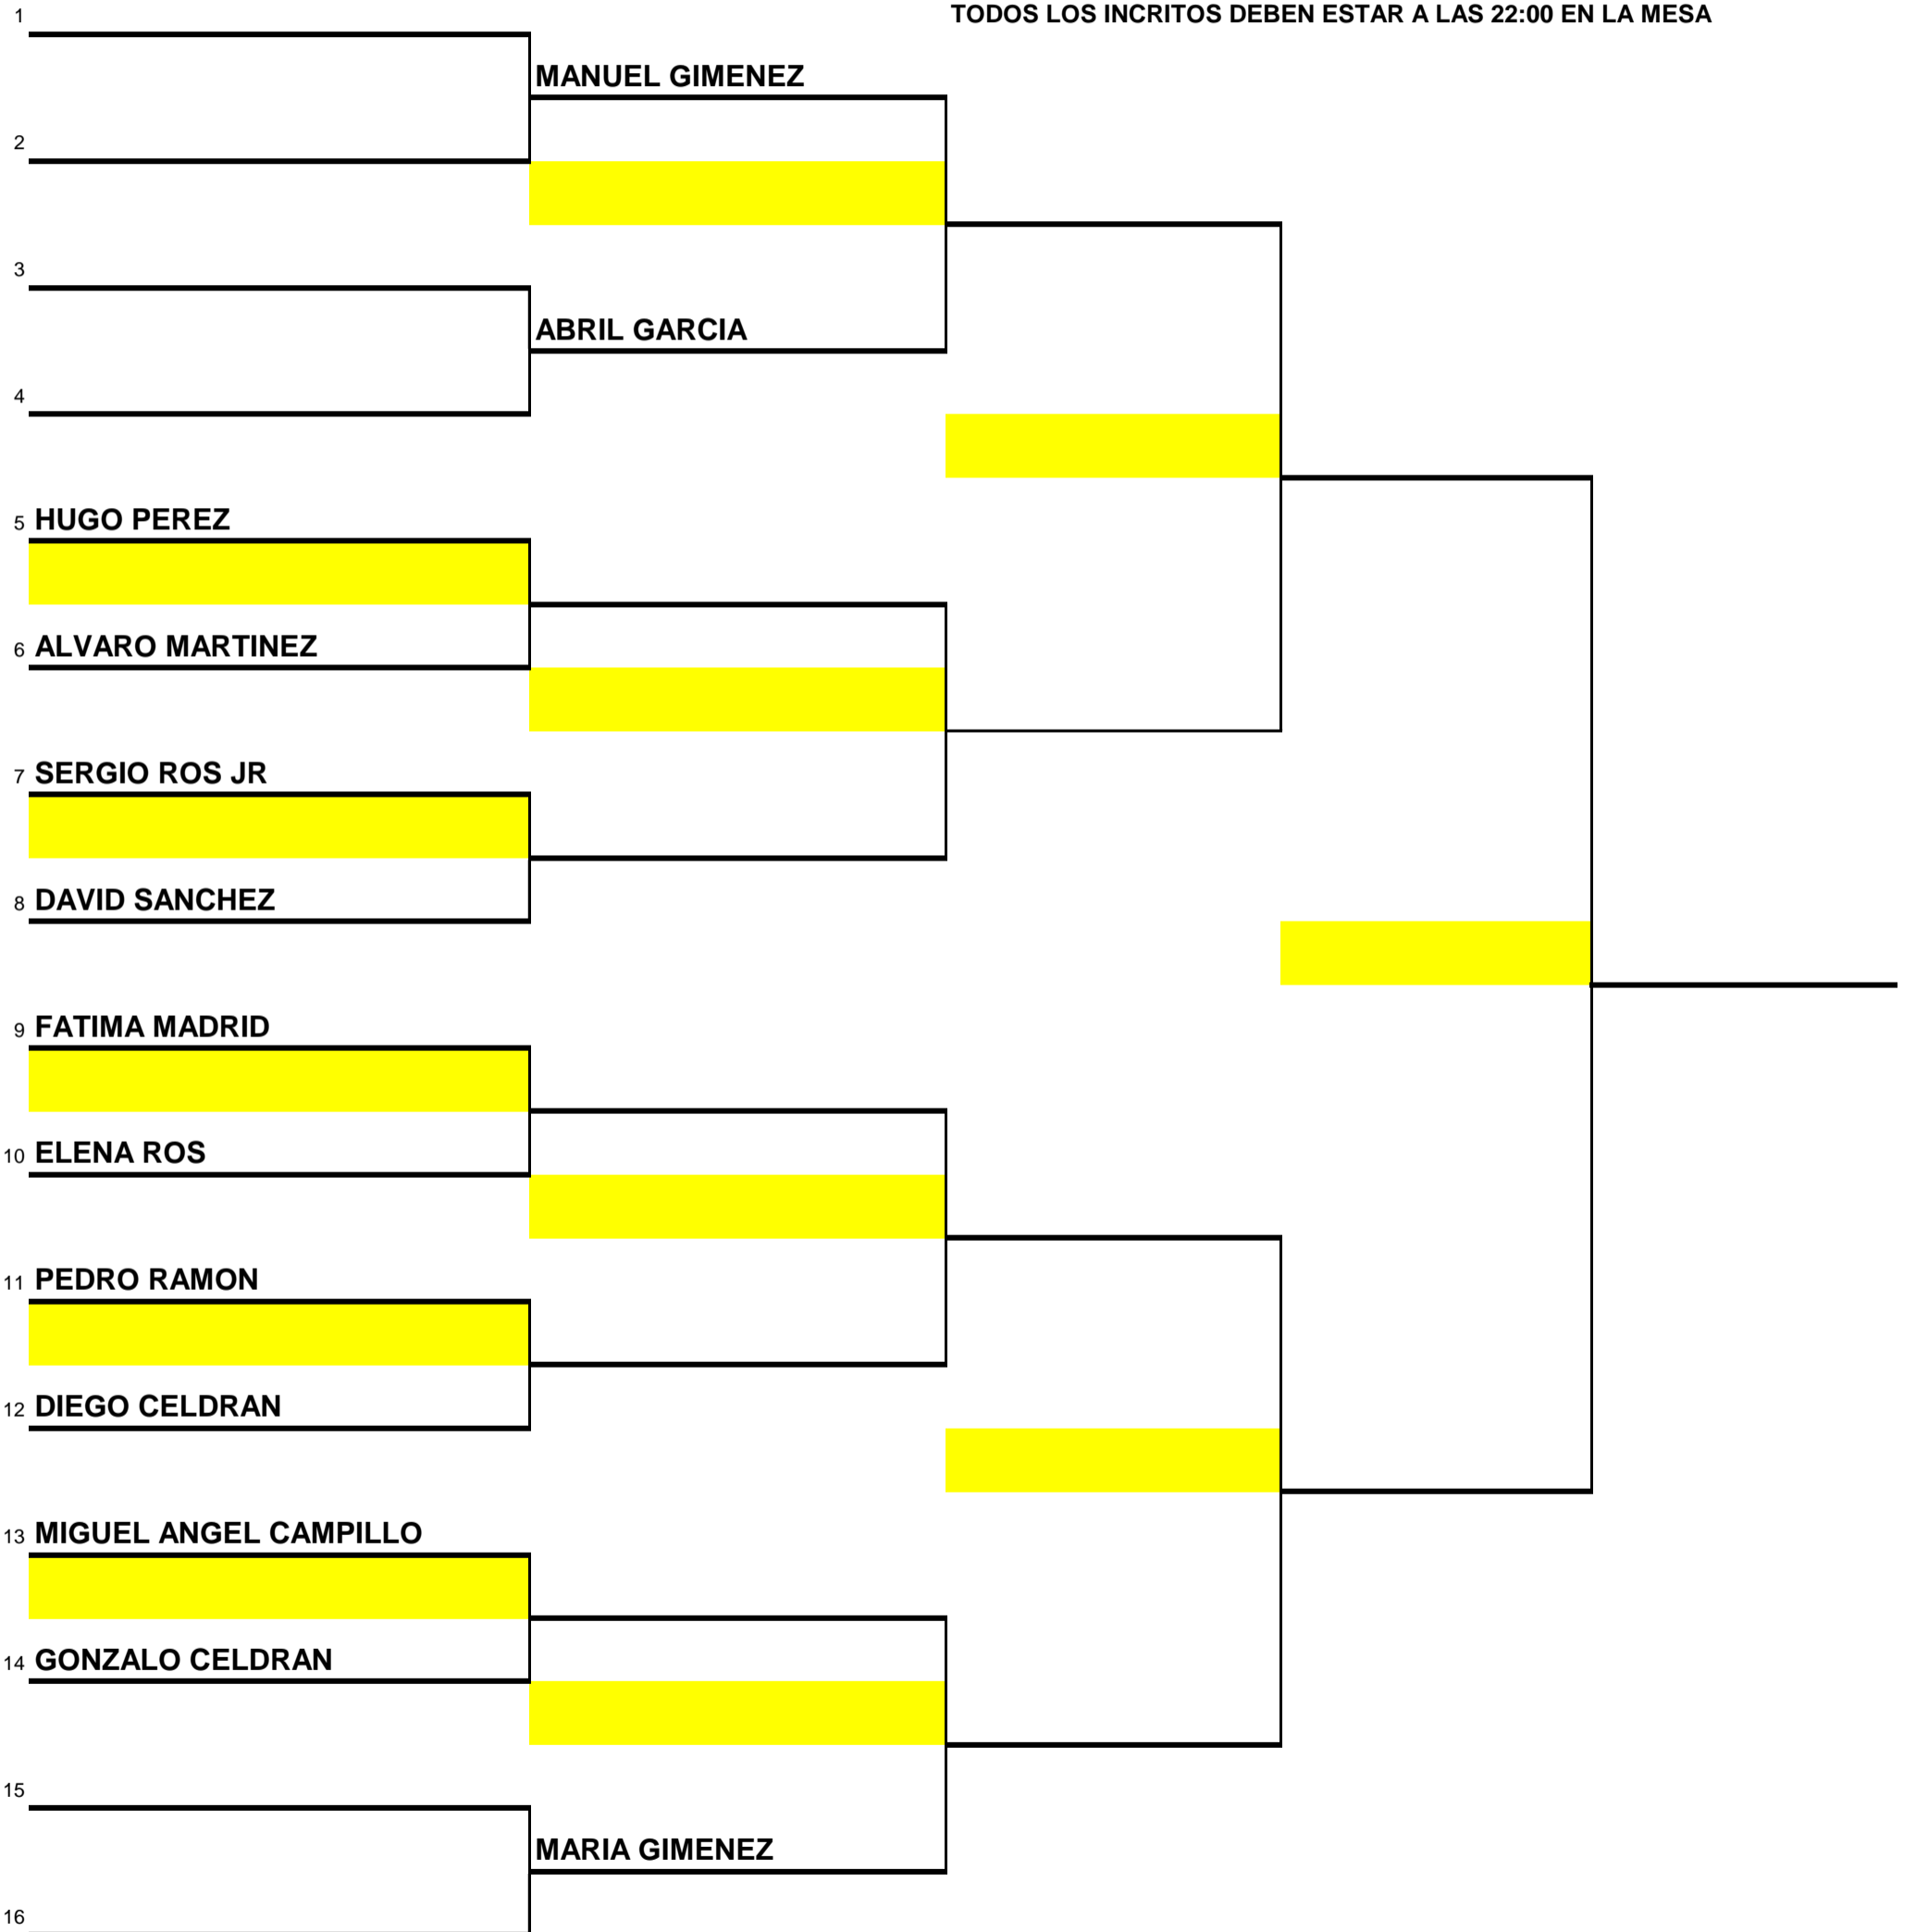 TODOS LOS INCRITOS DEBEN ESTAR A LAS 22:00 EN LA MESA
1
MANUEL GIMENEZ
2
3
ABRIL GARCIA
4
5 HUGO PEREZ
6 ALVARO MARTINEZ
7 SERGIO ROS JR
8 DAVID SANCHEZ
9 FATIMA MADRID
10 ELENA ROS
11 PEDRO RAMON
12 DIEGO CELDRAN
13 MIGUEL ANGEL CAMPILLO
14 GONZALO CELDRAN
15
MARIA GIMENEZ
16